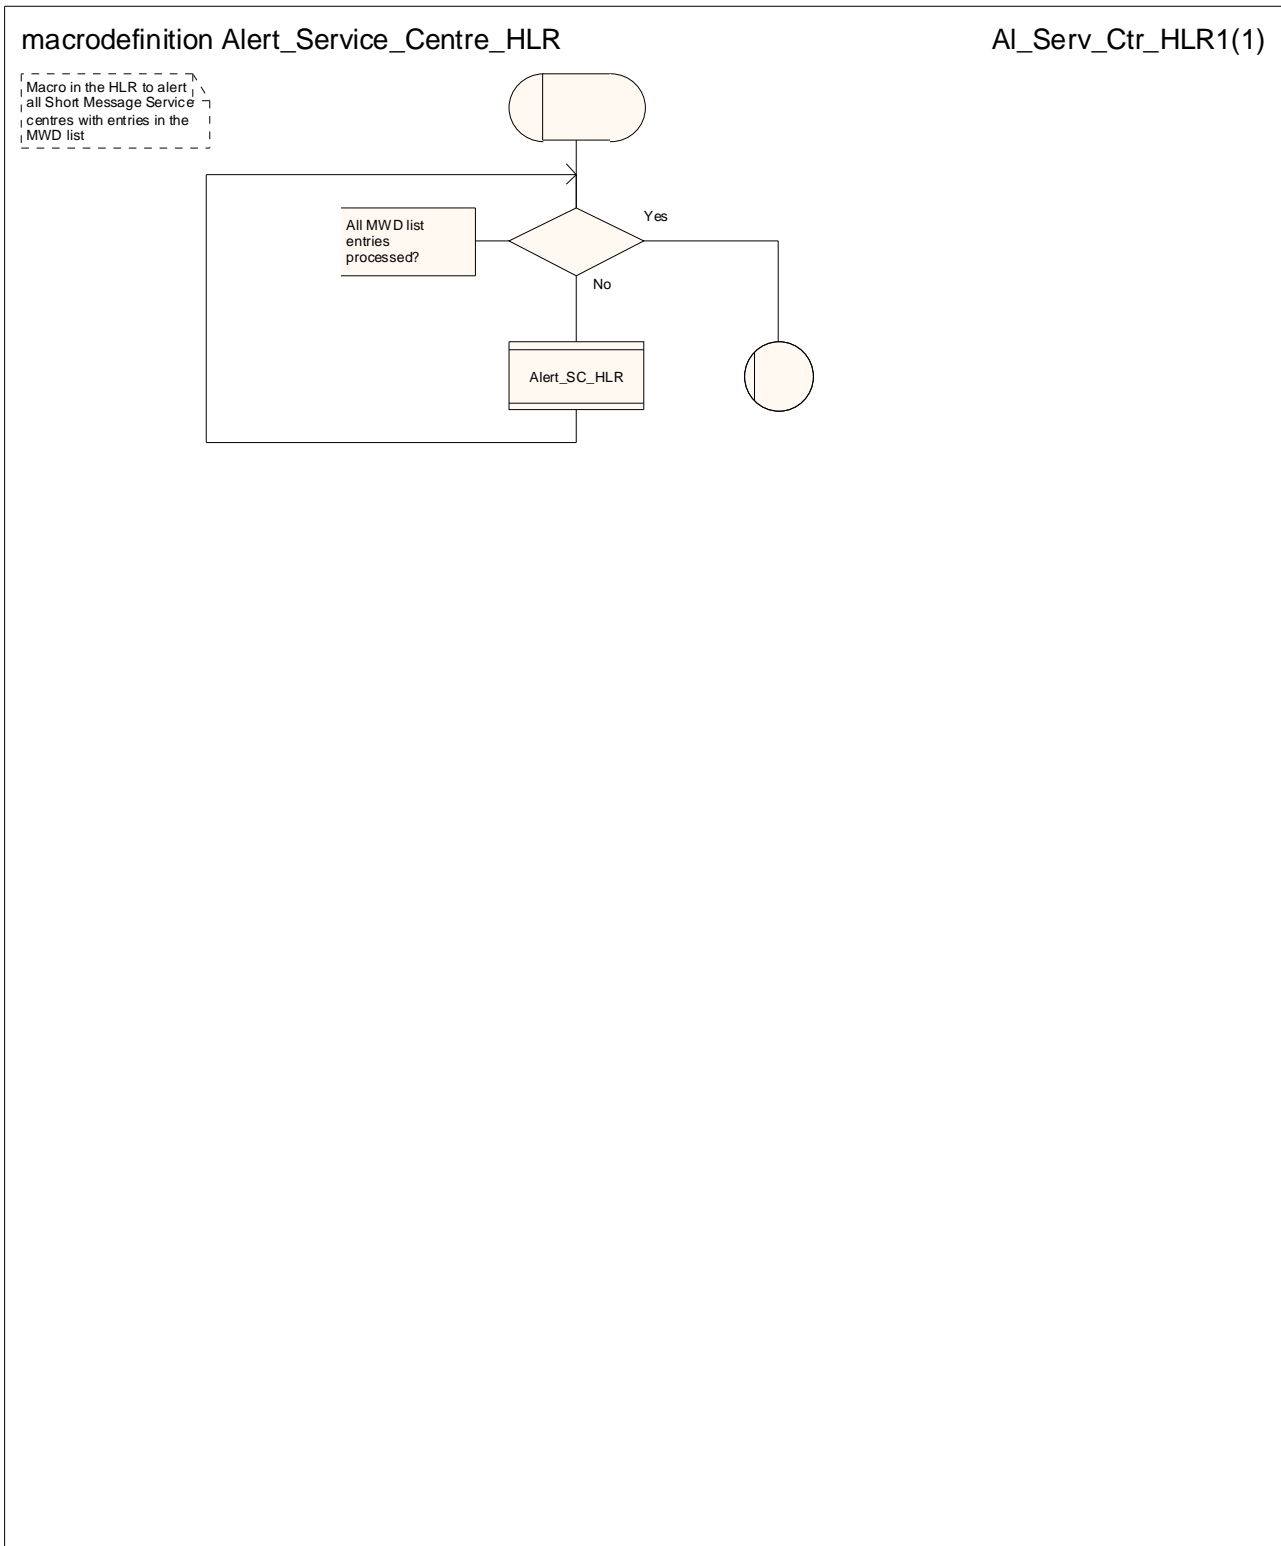 macrodefinition Alert_Service_Centre_HLR
Al_Serv_Ctr_HLR1(1)
Macro in the HLR to alert
all Short Message Service
centres with entries in the
MWD list
All MWD list
entries
processed?
Yes
No
Alert_SC_HLR